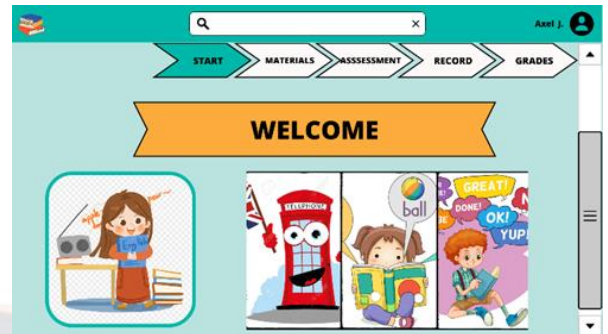 Axel J.
START
MATERIALS
ASSSESSMENT
RECORD
GRADES
WELCOME
TELEPHONE
ball
GREAT!
DONE!
OK!
YUP!